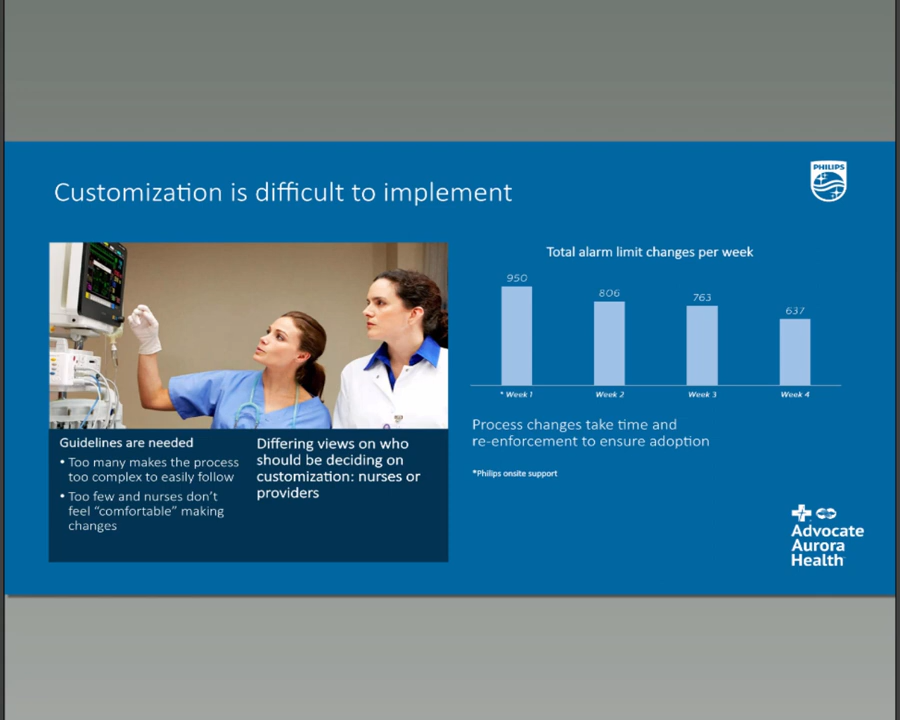 Customization is difficult to implement
PHILIPS
Guidelines are needed
• Too many makes the process
too complex to easily follow
• Too few and nurses don’t
feel “comfortable” making
changes
Differing views on who
should be deciding on
customization: nurses or
providers
Total alarm limit changes per week
950
806
763
637
* Week 1
Week 2
Week 3
Week 4
Process changes take time and
re-enforcement to ensure adoption
*Philips onsite support
Advocate
Aurora
Health